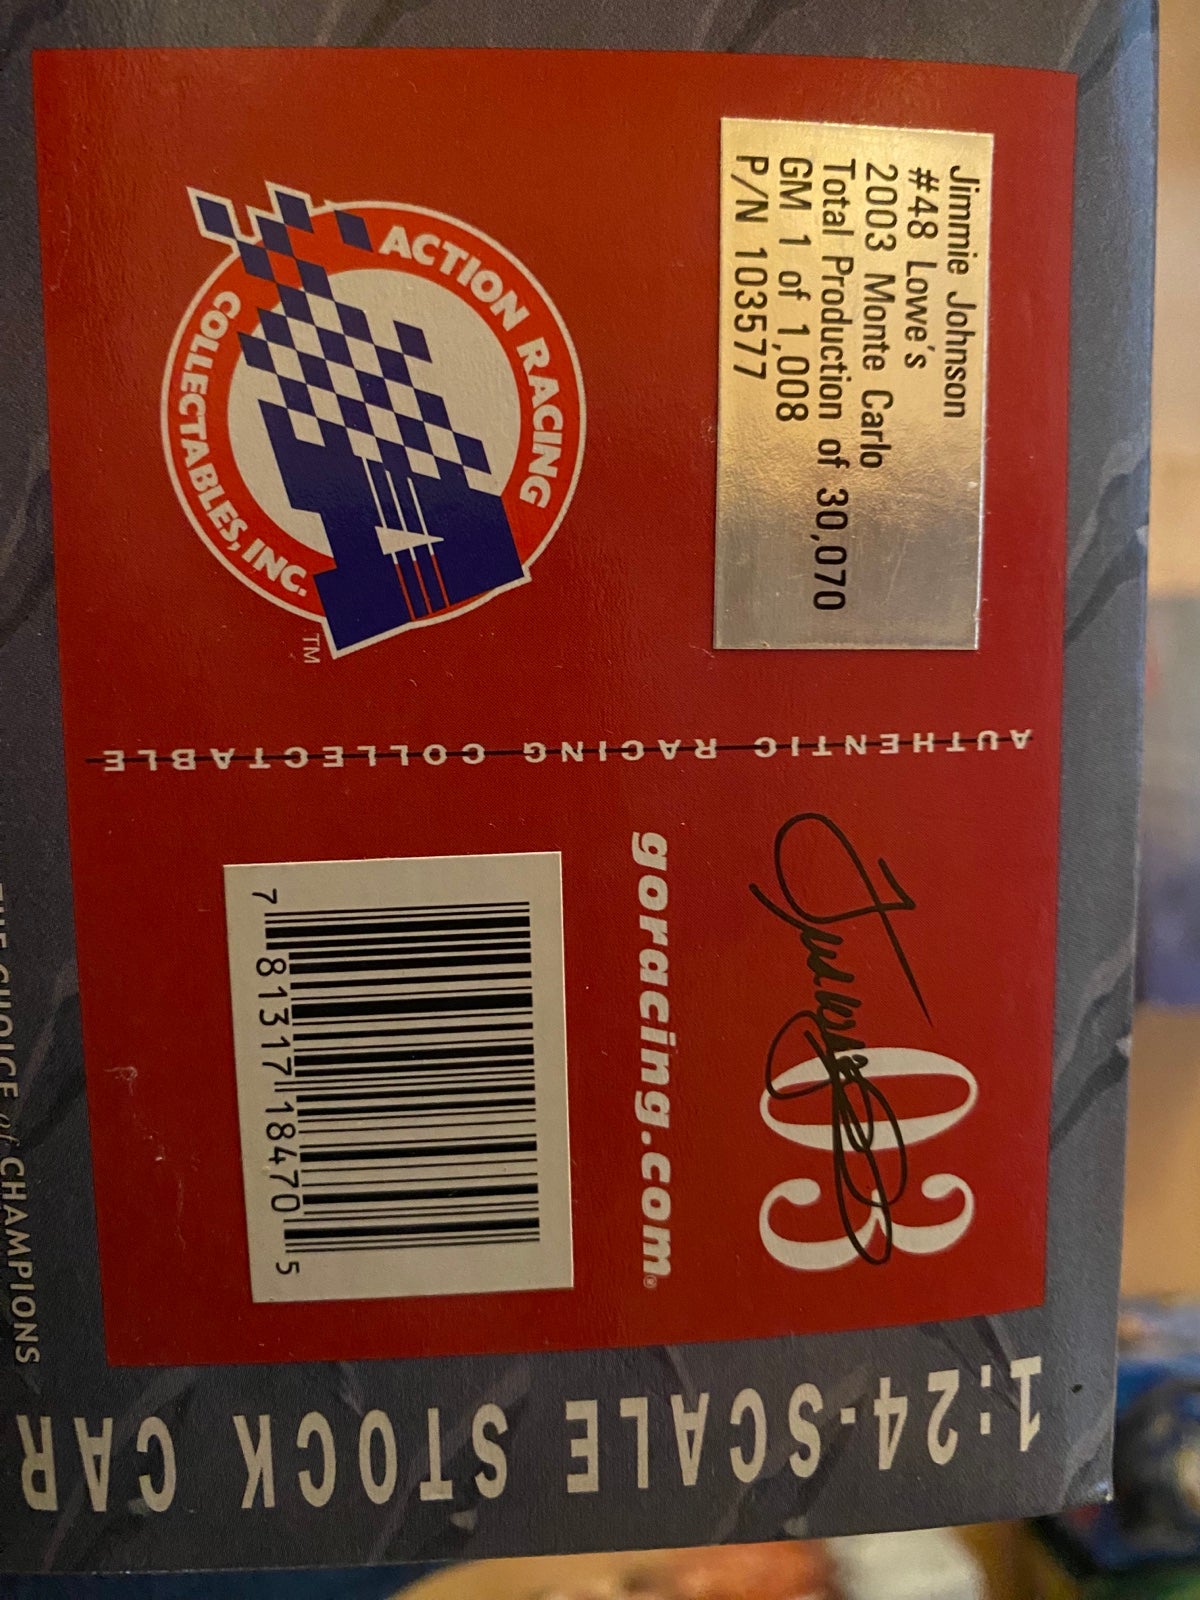 Jimmie Johnson
#48 Lowe's
2003 Monte Carlo
Total Production of 30,070
GM 1 of 1,008
P/N 103577
ACTION RACING
COLLECTABLES, INC.
TM
AUTHENTIC RACING COLLECTABLE
03
goracing.com®
7 81317 18470 5
1:24-SCALE STOCK CAR
THE CHOICE of CHAMPIONS